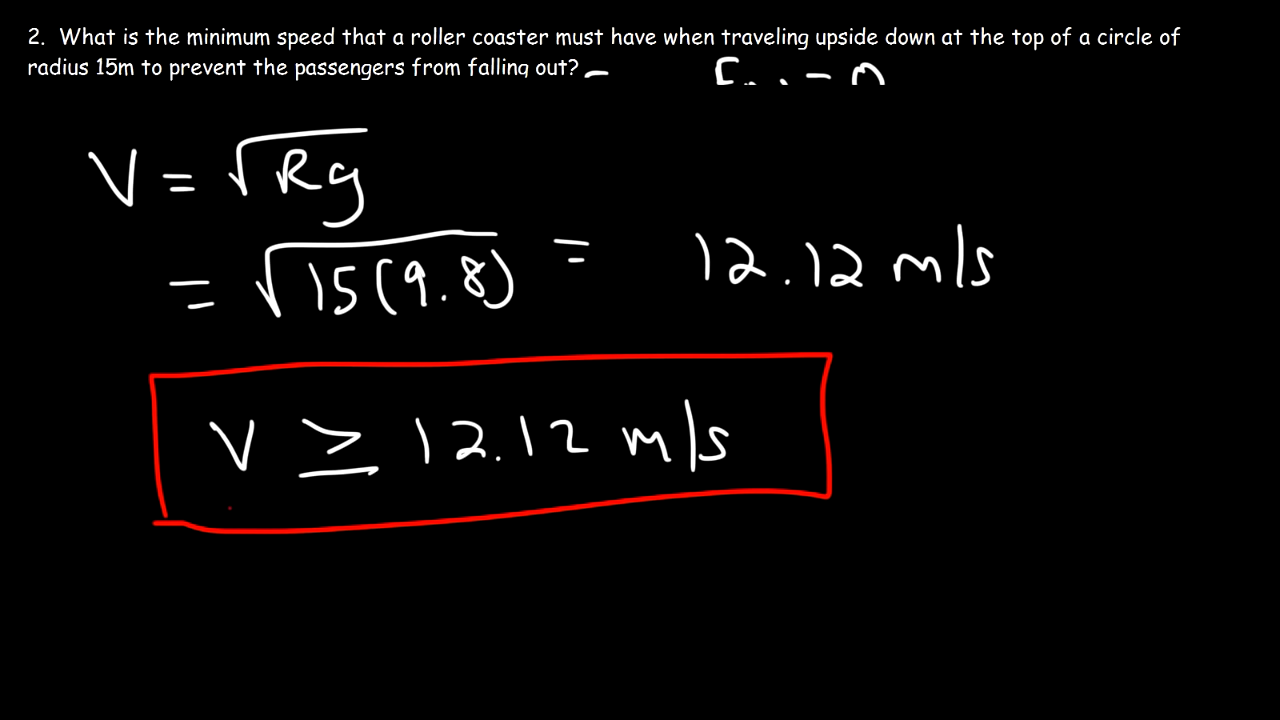 2. What is the minimum speed that a roller coaster must have when traveling upside down at the top of a circle of
radius 15m to prevent the passengers from falling out?
V = √Rg
= √15(9.8) = 12.12 m/s
V ≥ 12.12 m/s